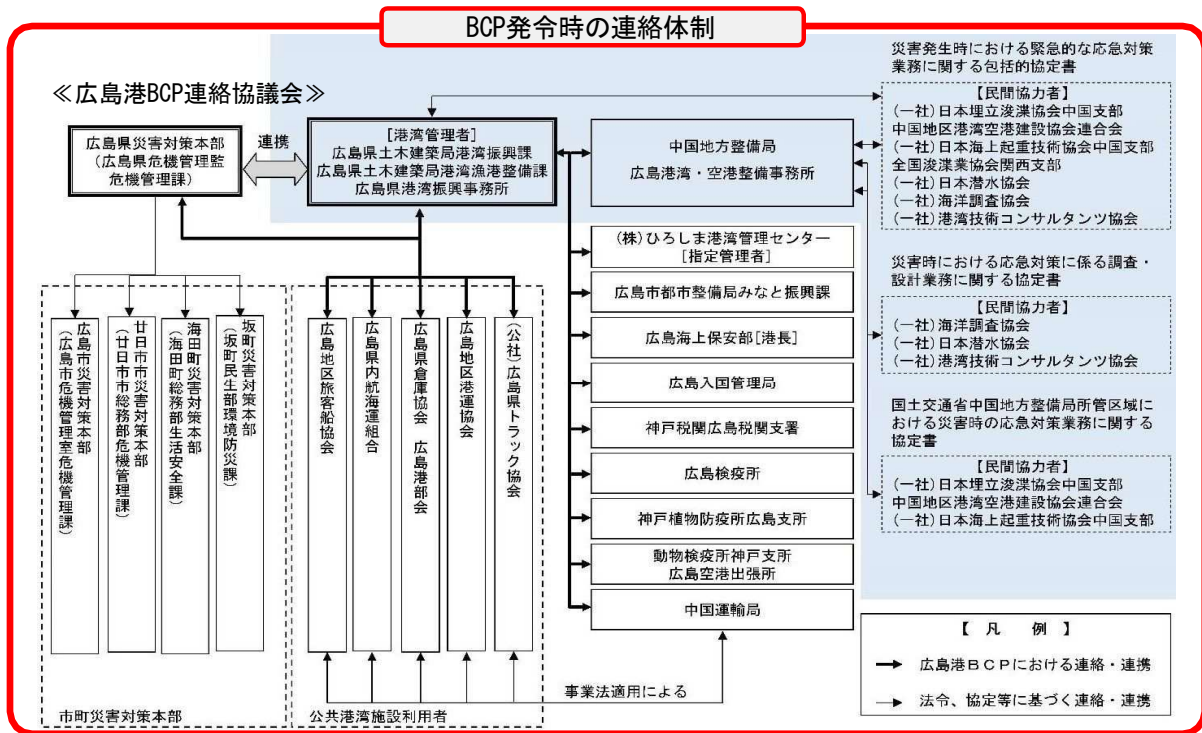 BCP発令時の連絡体制
≪広島港BCP連絡協議会≫
広島県災害対策本部
(広島県危機管理監
危機管理課)
連携
[港湾管理者]
広島県土木建築局港湾振興課
広島県土木建築局港湾漁港整備課
広島県港湾振興事務所
中国地方整備局
広島港湾・空港整備事務所
(株)ひろしま港湾管理センター
[指定管理者]
広島市都市整備局みなと振興課
広島海上保安部[港長]
広島入国管理局
神戸税関広島税関支署
広島検疫所
神戸植物防疫所広島支所
動物検疫所神戸支所
広島空港出張所
中国運輸局
災害発生時における緊急的な応急対策
業務に関する包括的協定書
【民間協力者】
(一社)日本埋立浚渫協会中国支部
中国地区港湾空港建設協会連合会
(一社)日本海上起重技術協会中国支部
全国浚渫業協会関西支部
(一社)日本潜水協会
(一社)海洋調査協会
(一社)港湾技術コンサルタンツ協会
災害時における応急対策に係る調査・
設計業務に関する協定書
【民間協力者】
(一社)海洋調査協会
(一社)日本潜水協会
(一社)港湾技術コンサルタンツ協会
国土交通省中国地方整備局所管区域に
おける災害時の応急対策業務に関する
協定書
【民間協力者】
(一社)日本埋立浚渫協会中国支部
中国地区港湾空港建設協会連合会
(一社)日本海上起重技術協会中国支部
広島市災害対策本部
(広島市危機管理室危機管理課)
廿日市市災害対策本部
(廿日市市総務部危機管理課)
海田町災害対策本部
(海田町総務部生活安全課)
坂町災害対策本部
(坂町民生部環境防災課)
市町災害対策本部
広島地区旅客船協会
広島県内航海運組合
広島県倉庫協会 広島港部会
広島地区港運協会
(公社)広島県トラック協会
公共港湾施設利用者
事業法適用による
【凡例】
広島港BCPにおける連絡・連携
法令、協定等に基づく連絡・連携